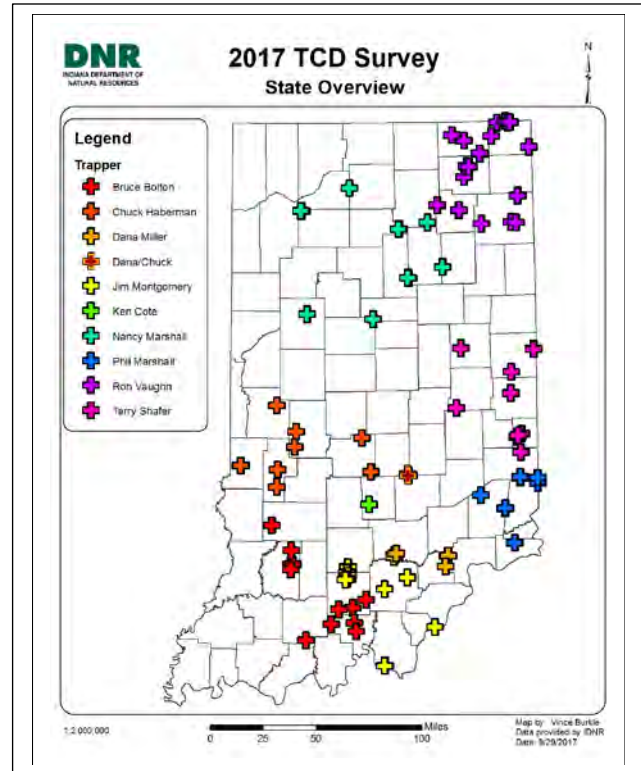 DNR
INDIANA DEPARTMENT OF
NATURAL RESOURCES
2017 TCD Survey
State Overview
N
Legend
Trapper
Bruce Bolton
Chuck Haberman
Dana Miller
Dana/Chuck
Jim Montgomery
Ken Cote
Nancy Marshall
Phil Marshall
Ron Vaughn
Terry Shafer
1:2,000,000
Miles
0 25 50 100
Map by: Vince Burkle
Data provided by IDNR
Date: 9/29/2017